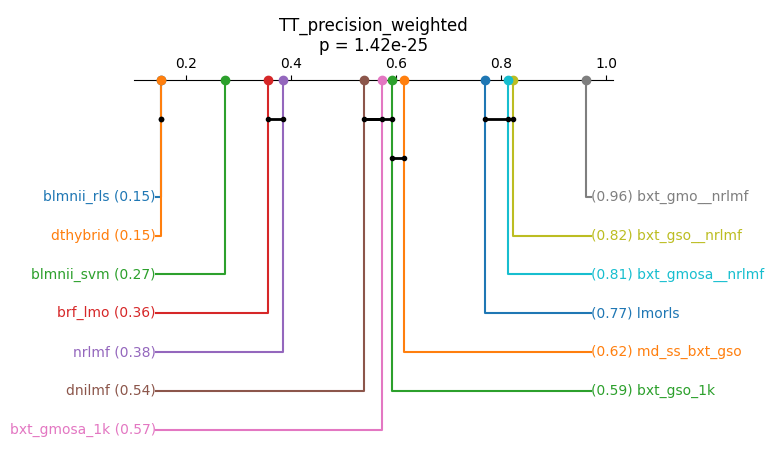 TT_precision_weighted
p = 1.42e-25
0.2 0.4 0.6 0.8 1.0
blmnii_rls (0.15) (0.96) bxt_gmo__nrlmf
dthybrid (0.15) (0.82) bxt_gso__nrlmf
blmnii_svm (0.27) (0.81) bxt_gmosa__nrlmf
brf_lmo (0.36) (0.77) lmorls
nrlmf (0.38) (0.62) md_ss_bxt_gso
dnilmf (0.54) (0.59) bxt_gso_1k
bxt_gmosa_1k (0.57)